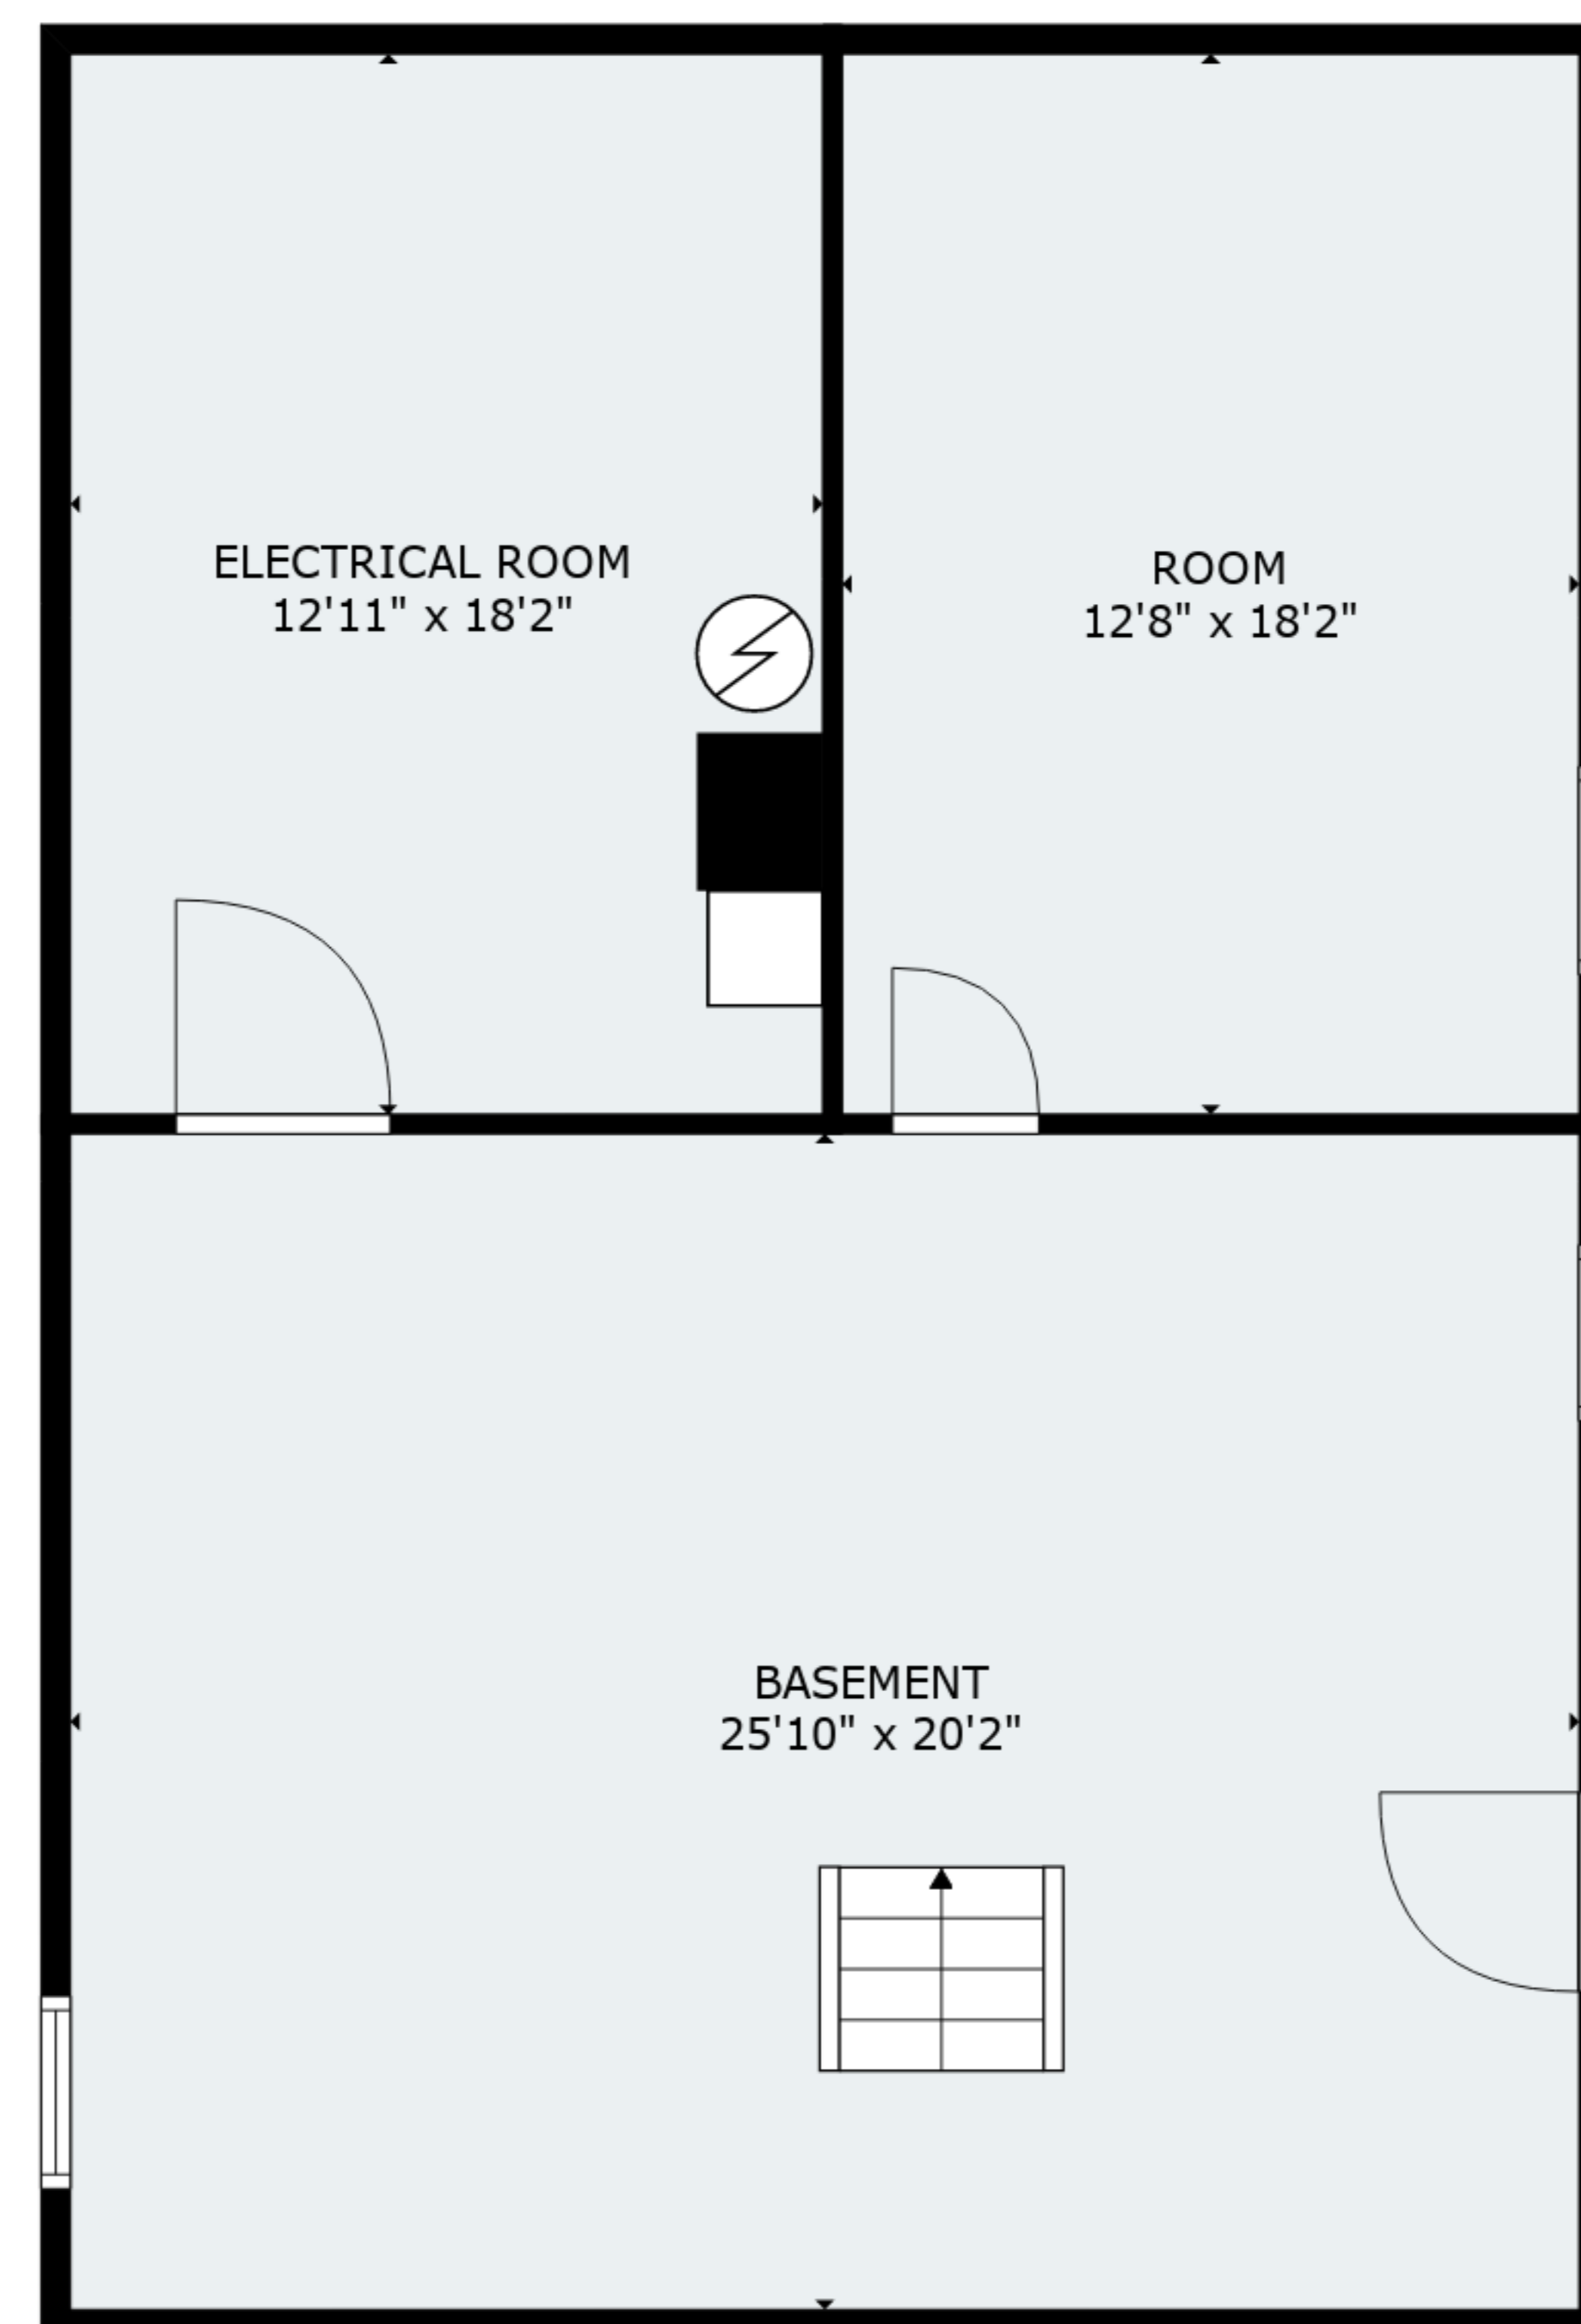 ELECTRICAL ROOM
12'11" x 18'2"
ROOM
12'8" x 18'2"
BASEMENT
25'10" x 20'2"